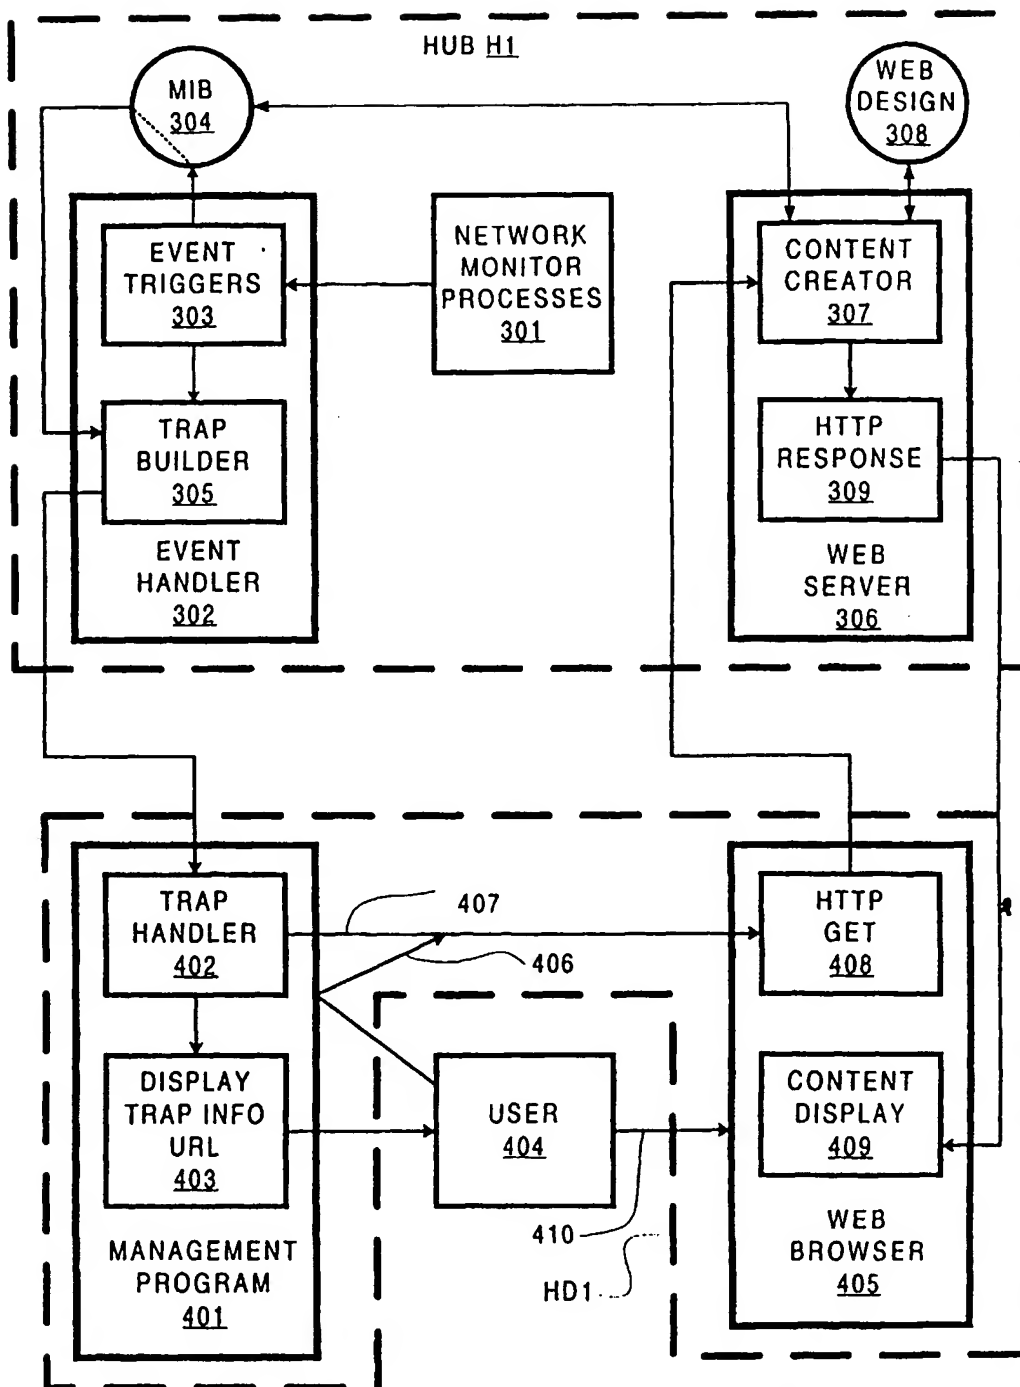 HUB H1
MIB
304
WEB
DESIGN
308
EVENT
TRIGGERS
303
NETWORK
MONITOR
PROCESSES
301
CONTENT
CREATOR
307
TRAP
BUILDER
305
HTTP
RESPONSE
309
EVENT
HANDLER
302
WEB
SERVER
306
TRAP
HANDLER
402
407
406
HTTP
GET
408
DISPLAY
TRAP INFO
URL
403
USER
404
CONTENT
DISPLAY
409
410
HD1
MANAGEMENT
PROGRAM
401
WEB
BROWSER
405